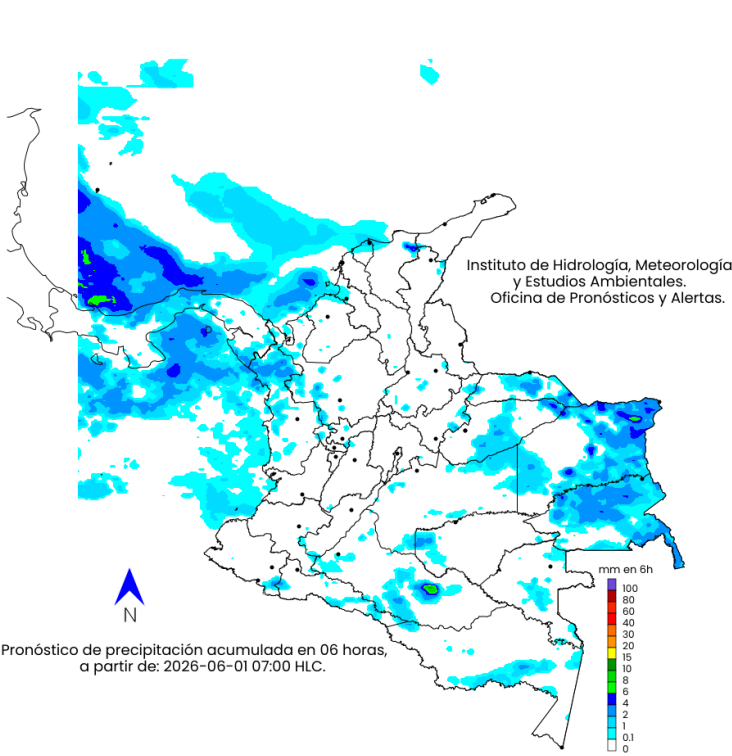 Instituto de Hidrología, Meteorología
y Estudios Ambientales.
Oficina de Pronósticos y Alertas.
mm en 6h
100
80
60
40
30
20
15
10
8
6
4
2
1
0.1
0
N
Pronóstico de precipitación acumulada en 06 horas,
a partir de: 2026-06-01 07:00 HLC.